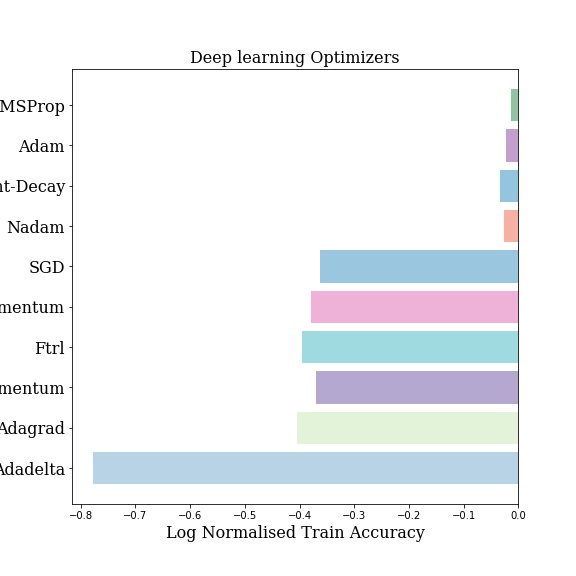 Deep learning Optimizers
MSProp
Adam
nt-Decay
Nadam
SGD
mentum
Ftrl
mentum
Adagrad
Adadelta
−0.8 −0.7 −0.6 −0.5 −0.4 −0.3 −0.2 −0.1 0.0
Log Normalised Train Accuracy